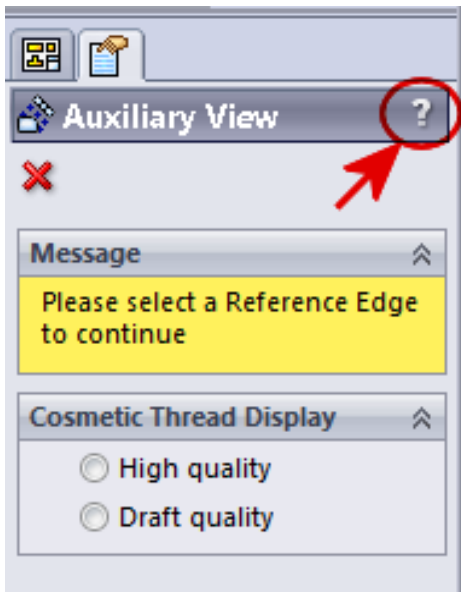 Auxiliary View ?
Message
Please select a Reference Edge
to continue
Cosmetic Thread Display
High quality
Draft quality